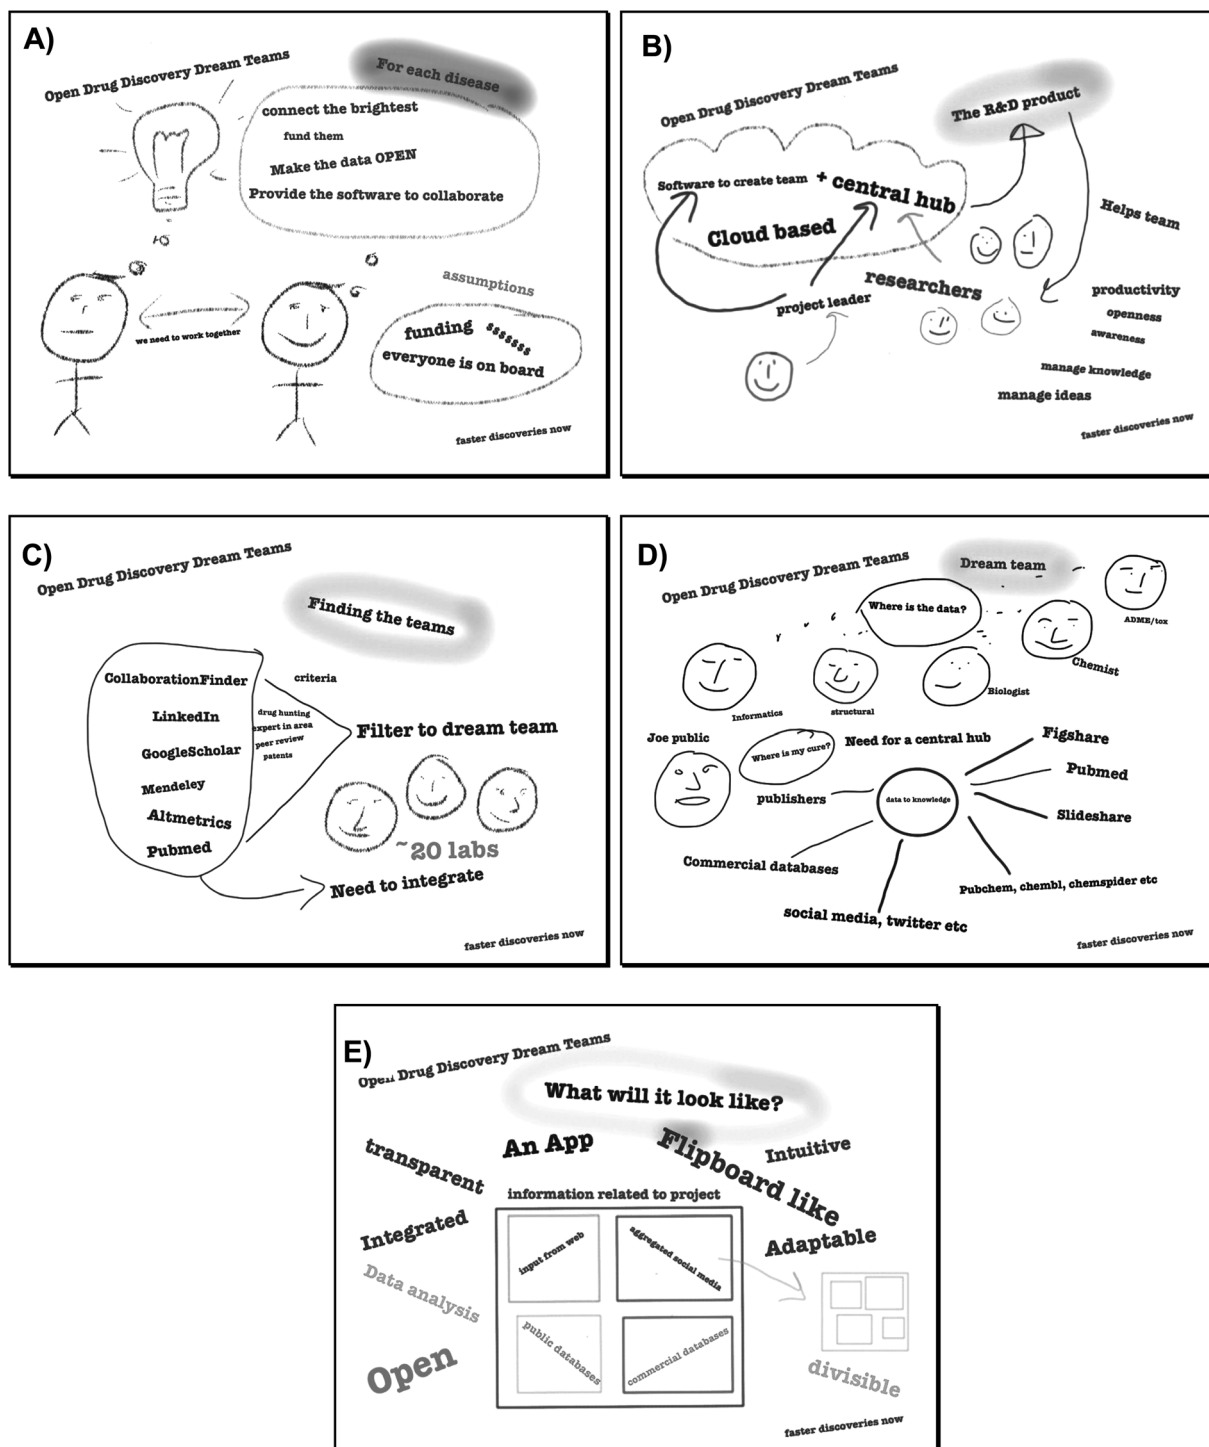 A)
Open Drug Discovery Dream Teams
For each disease
connect the brightest
fund them
Make the data OPEN
Provide the software to collaborate
we need to work together
assumptions
funding $$$$$$$
everyone is on board
faster discoveries now
B)
Open Drug Discovery Dream Teams
The R&D product
Software to create team + central hub
Cloud based
Helps team
researchers
project leader
productivity
openness
awareness
manage knowledge
manage ideas
faster discoveries now
C)
Open Drug Discovery Dream Teams
Finding the teams
CollaborationFinder
LinkedIn
GoogleScholar
Mendeley
Altmetrics
Pubmed
criteria
drug hunting
expert in area
peer review
patents
Filter to dream team
~20 labs
Need to integrate
faster discoveries now
D)
Open Drug Discovery Dream Teams
Dream team
Where is the data?
ADME/tox
Chemist
Biologist
structural
Informatics
Joe public
Where is my cure?
Need for a central hub
Figshare
Pubmed
Slideshare
publishers
data to knowledge
Commercial databases
Pubchem, chembl, chemspider etc
social media, twitter etc
faster discoveries now
E)
Open Drug Discovery Dream Teams
What will it look like?
An App
Flipboard like
Intuitive
transparent
information related to project
Integrated
input from web
aggregated social media
Adaptable
Data analysis
public databases
commercial databases
Open
divisible
faster discoveries now